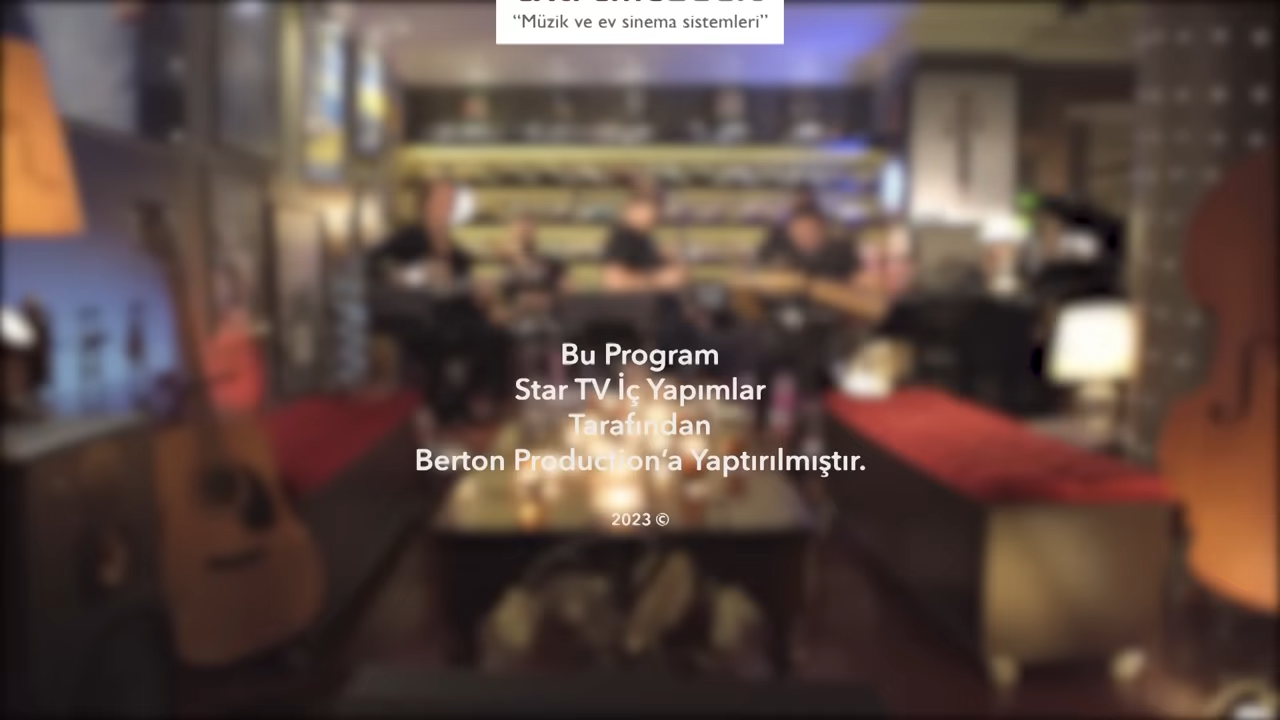 “Müzik ve ev sinema sistemleri”
Bu Program
Star TV İç Yapımlar
Tarafından
Berton Production’a Yaptırılmıştır.
2023 ©